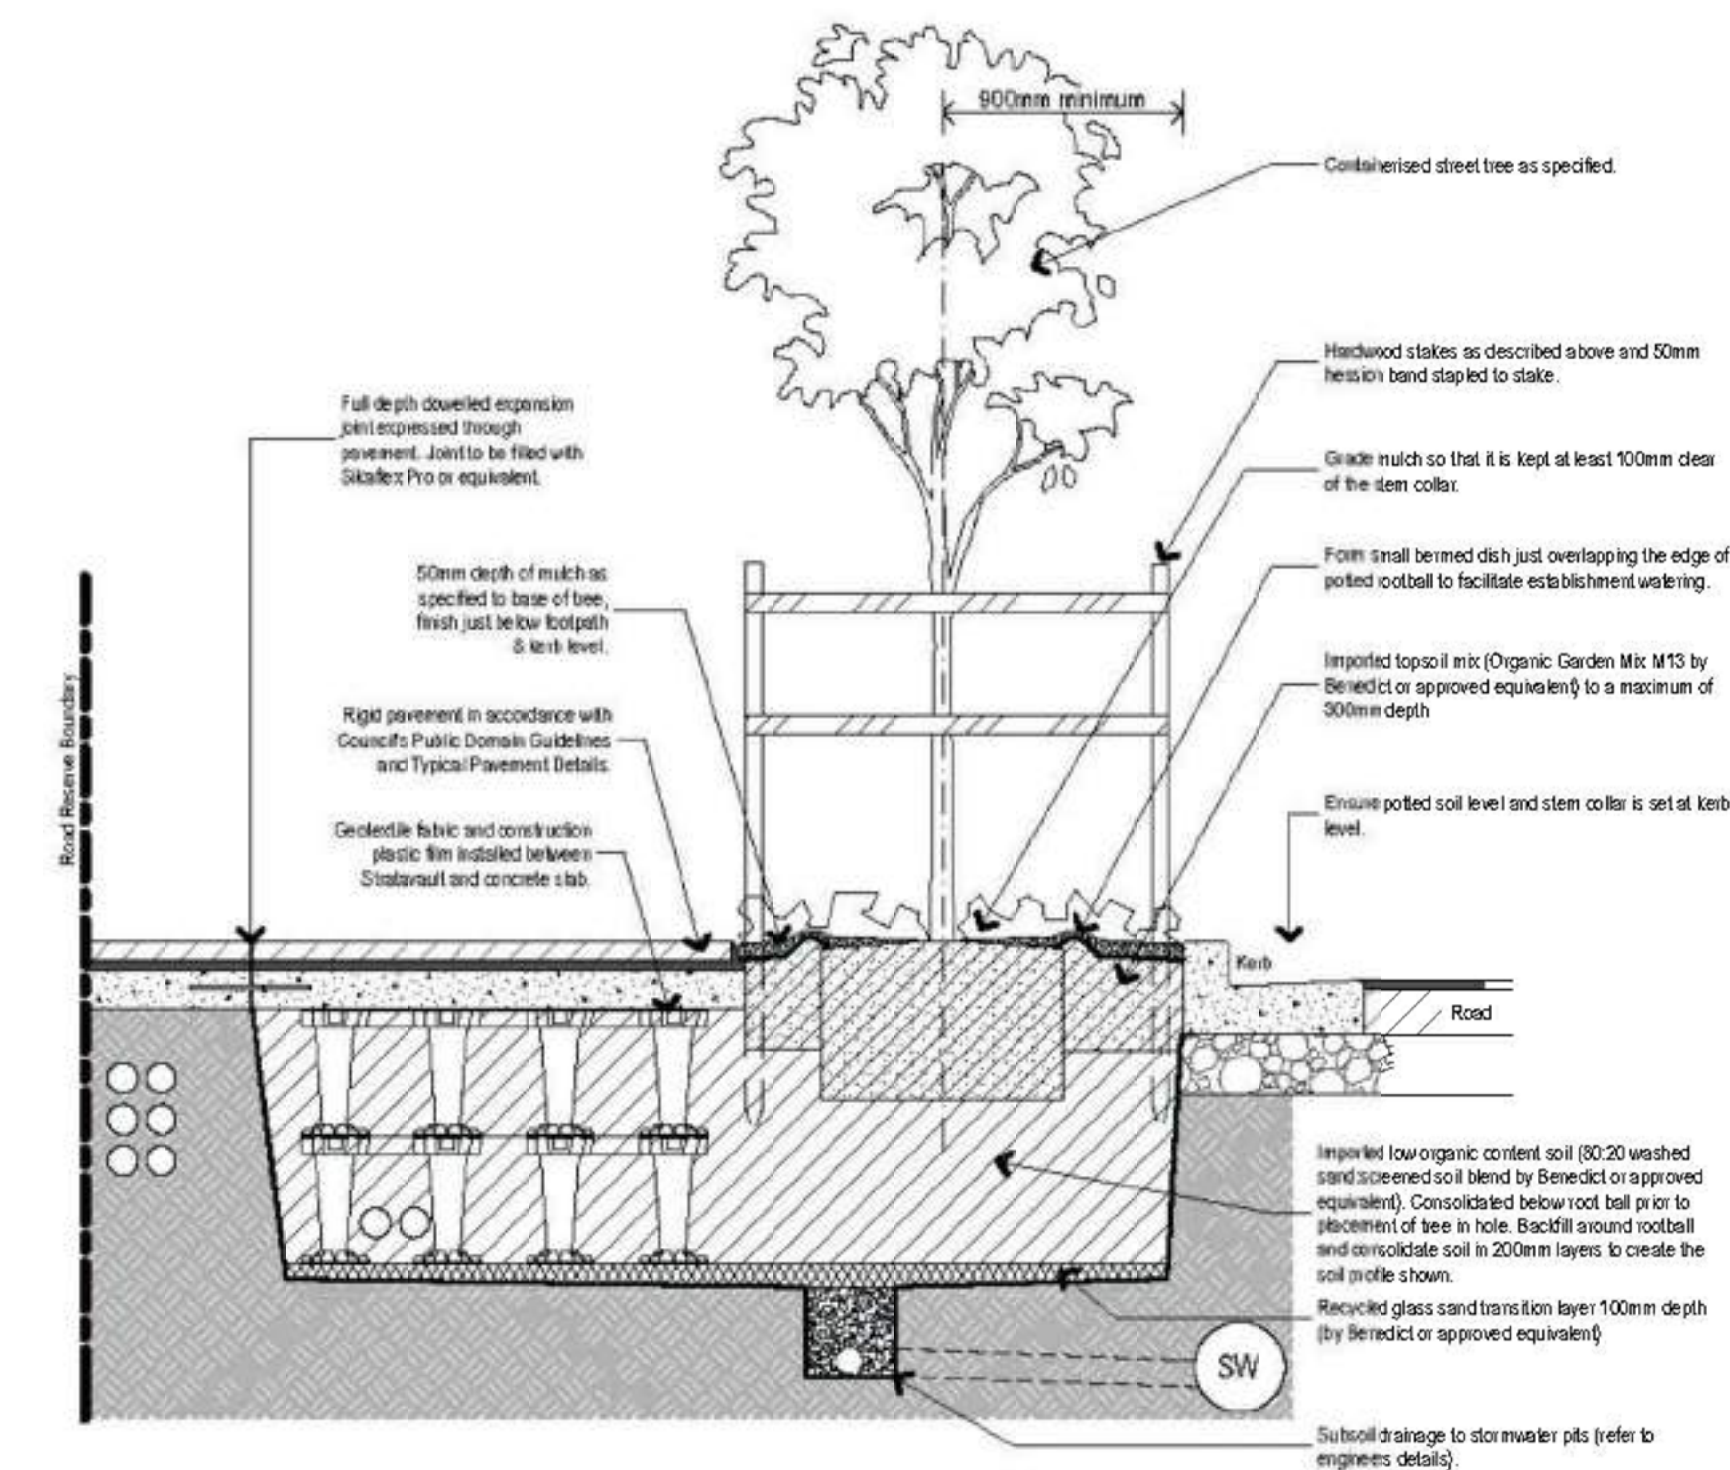 900mm minimum
Containerised street tree as specified.
Hardwood stakes as described above and 50mm
hession band stapled to stake.
Full depth dowelled expansion
joint expressed through
pavement. Joint to be filled with
Sikaflex Pro or equivalent.
Grade mulch so that it is kept at least 100mm clear
of the stem collar.
Form small bermed dish just overlapping the edge of
potted rootball to facilitate establishment watering.
50mm depth of mulch as
specified to base of tree,
finish just below footpath
& kerb level.
Imported topsoil mix (Organic Garden Mix M13 by
Benedict or approved equivalent) to a maximum of
300mm depth
Rigid pavement in accordance with
Council's Public Domain Guidelines
and Typical Pavement Details.
Ensure potted soil level and stem collar is set at kerb
level.
Geotextile fabric and construction
plastic film installed between
Stratavault and concrete slab.
Road Reserve Boundary
Kerb
Road
Imported low organic content soil (80:20 washed
sand:screened soil blend by Benedict or approved
equivalent). Consolidated below root ball prior to
placement of tree in hole. Backfill around rootball
and consolidate soil in 200mm layers to create the
soil profile shown.
Recycled glass sand transition layer 100mm depth
(by Benedict or approved equivalent)
SW
Subsoil drainage to stormwater pits (refer to
engineers details).